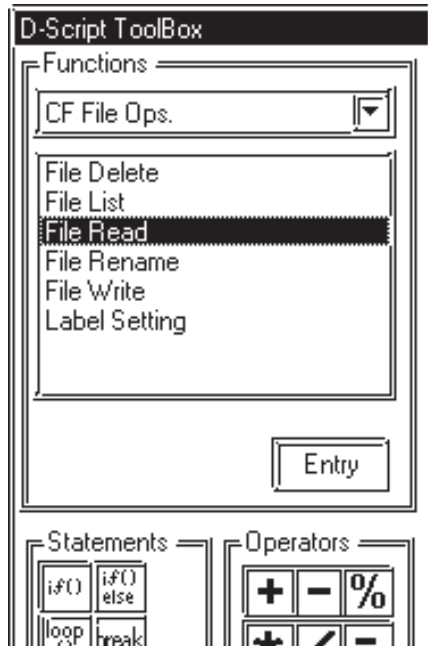 D-Script ToolBox
Functions
CF File Ops.
File Delete
File List
File Read
File Rename
File Write
Label Setting
Entry
Statements
Operators
if()
if()
else
+
-
%
loop
break